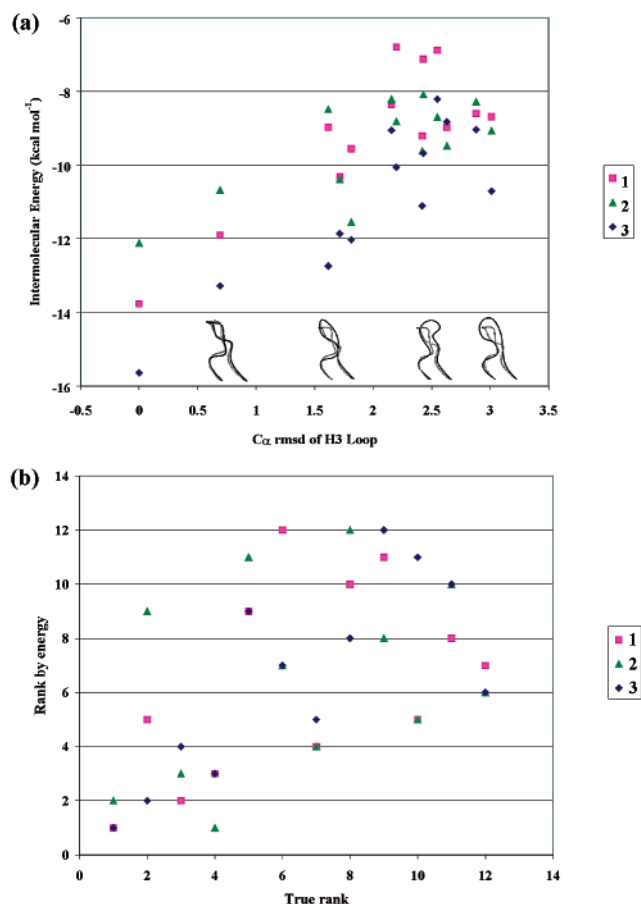 (a)
Intermolecular Energy (kcal mol⁻¹)
-6
-8
-10
-12
-14
-16
-0.5 0 0.5 1 1.5 2 2.5 3 3.5
Cα rmsd of H3 Loop
1
2
3
(b)
Rank by energy
14
12
10
8
6
4
2
0
0 2 4 6 8 10 12 14
True rank
1
2
3